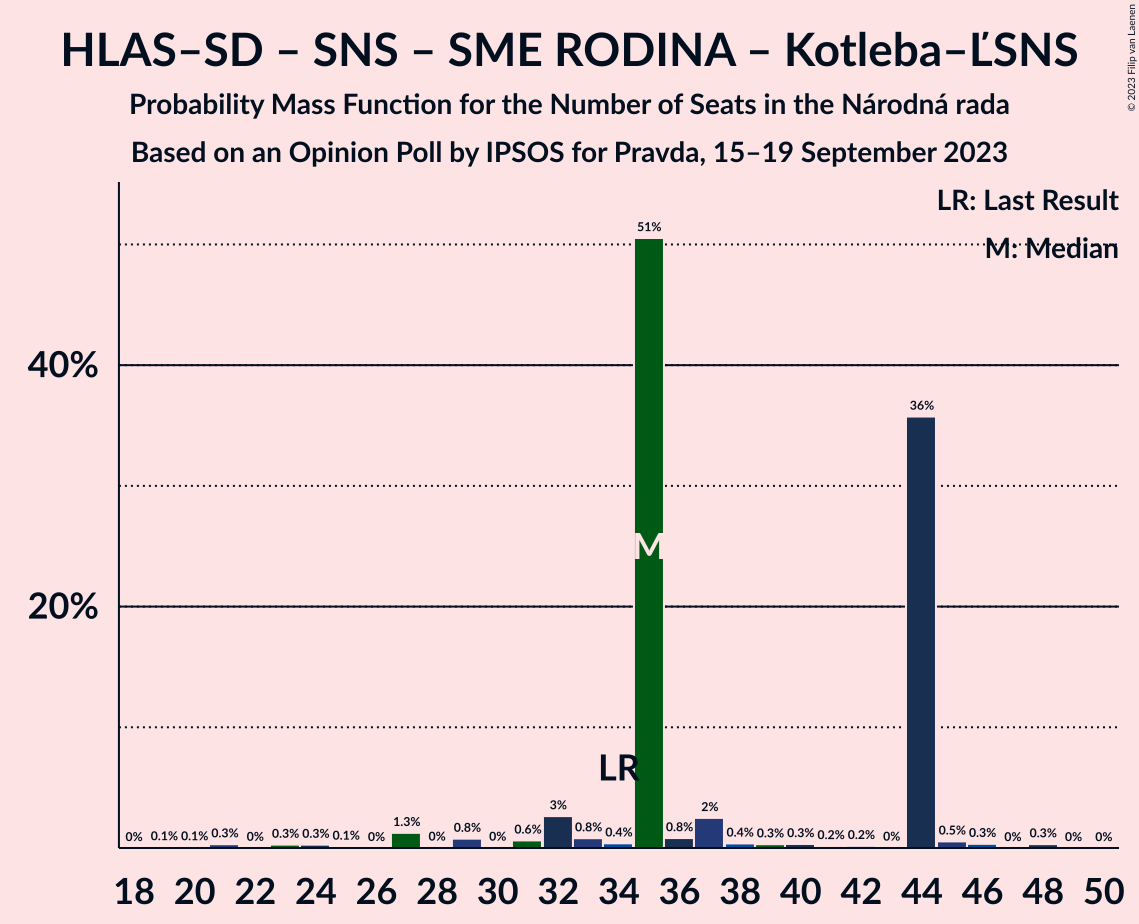 HLAS–SD – SNS – SME RODINA – Kotleba–ĽSNS
Probability Mass Function for the Number of Seats in the Národná rada
Based on an Opinion Poll by IPSOS for Pravda, 15–19 September 2023
© 2023 Filip van Laenen
LR: Last Result
M: Median
51%
40%
36%
M
20%
LR
0% 0.1% 0.1% 0.3% 0% 0.3% 0.3% 0.1% 0% 1.3% 0% 0.8% 0% 0.6% 3% 0.8% 0.4% 0.8% 2% 0.4% 0.3% 0.3% 0.2% 0.2% 0% 0.5% 0.3% 0% 0.3% 0% 0%
18 20 22 24 26 28 30 32 34 36 38 40 42 44 46 48 50